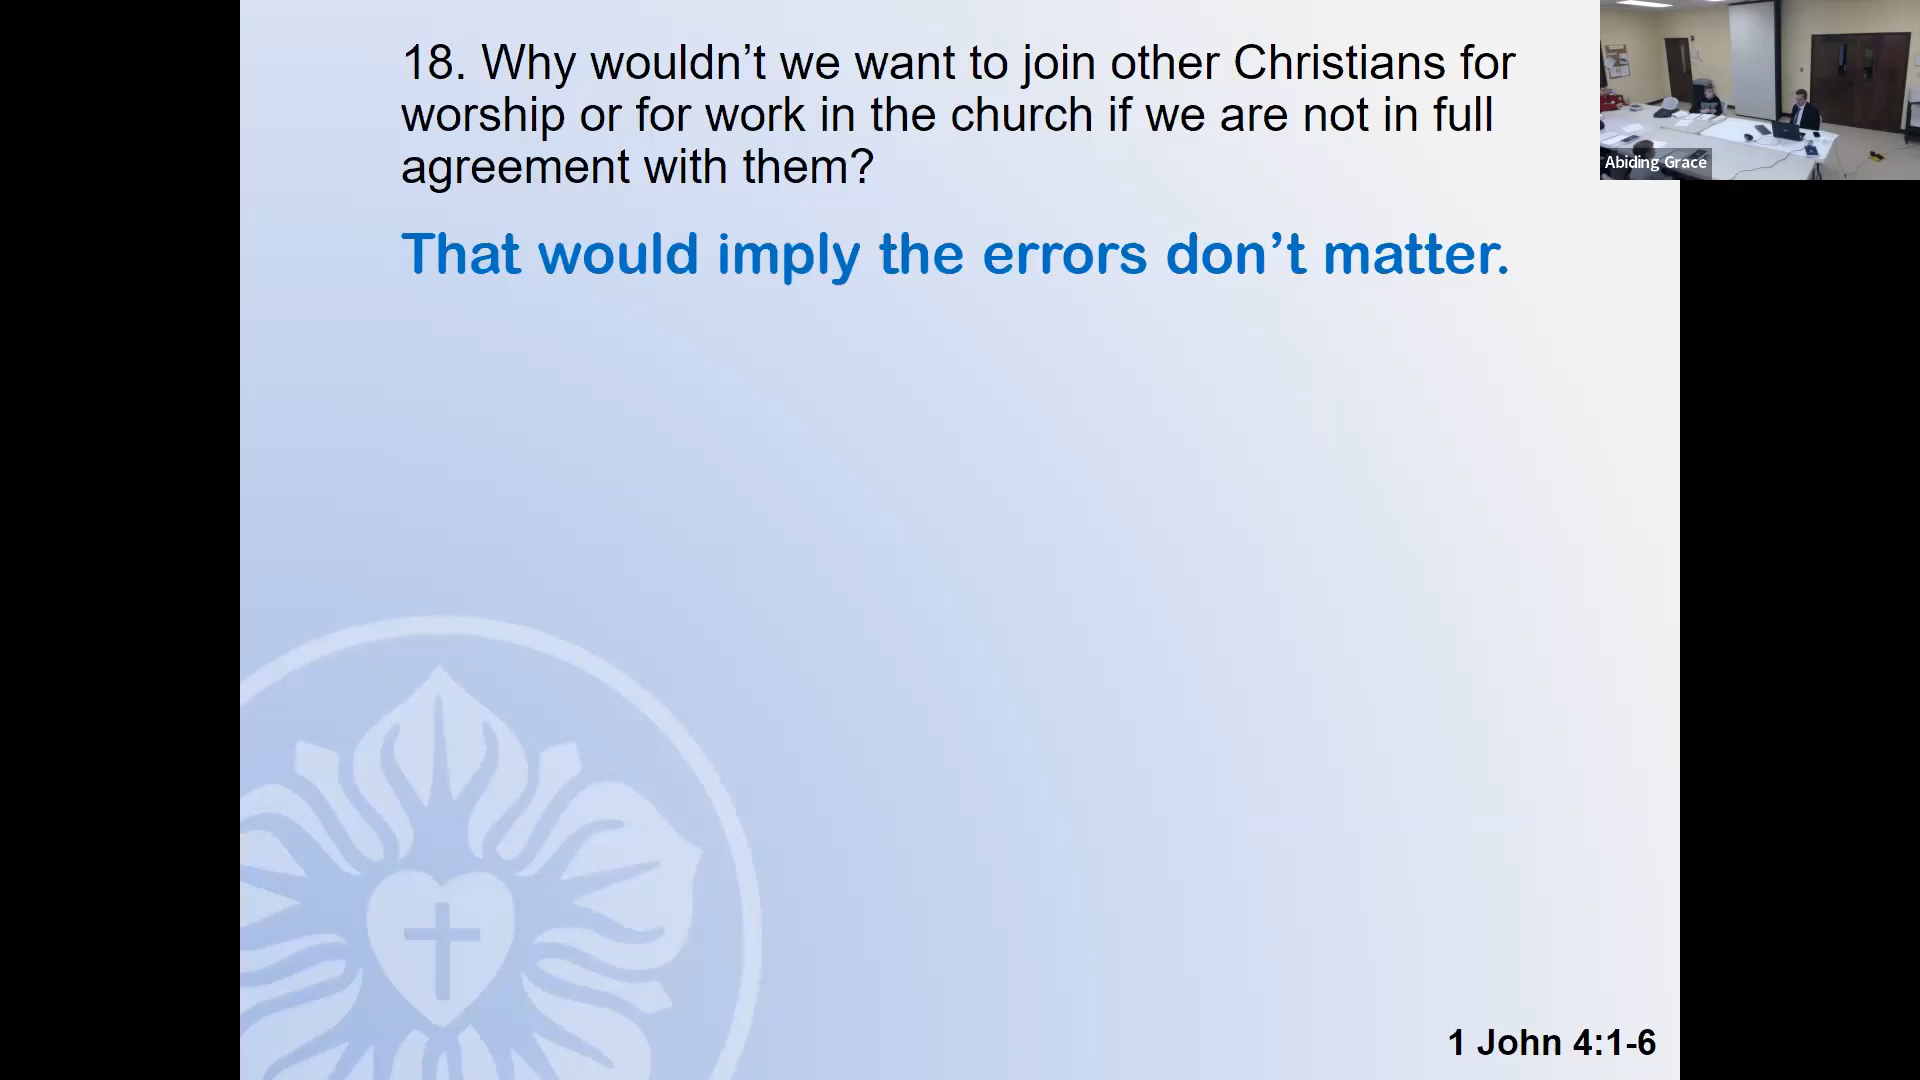 18. Why wouldn’t we want to join other Christians for
worship or for work in the church if we are not in full
agreement with them?
That would imply the errors don’t matter.
1 John 4:1-6
Abiding Grace